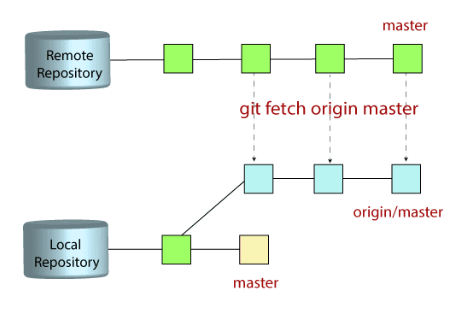 master
Remote
Repository
git fetch origin master
origin/master
Local
Repository
master